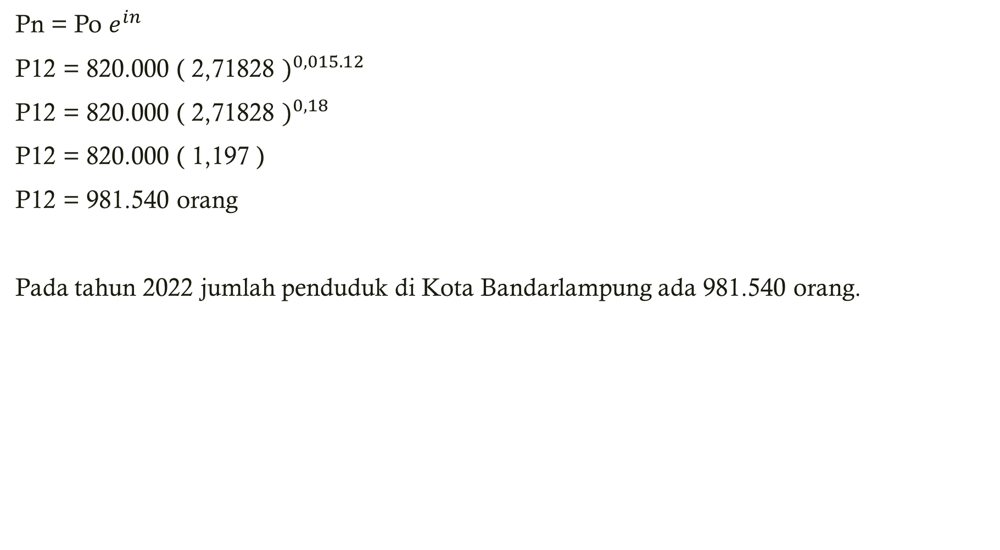 Pn = Po e^in
P12 = 820.000 ( 2,71828 )^0,015.12
P12 = 820.000 ( 2,71828 )^0,18
P12 = 820.000 ( 1,197 )
P12 = 981.540 orang
Pada tahun 2022 jumlah penduduk di Kota Bandarlampung ada 981.540 orang.